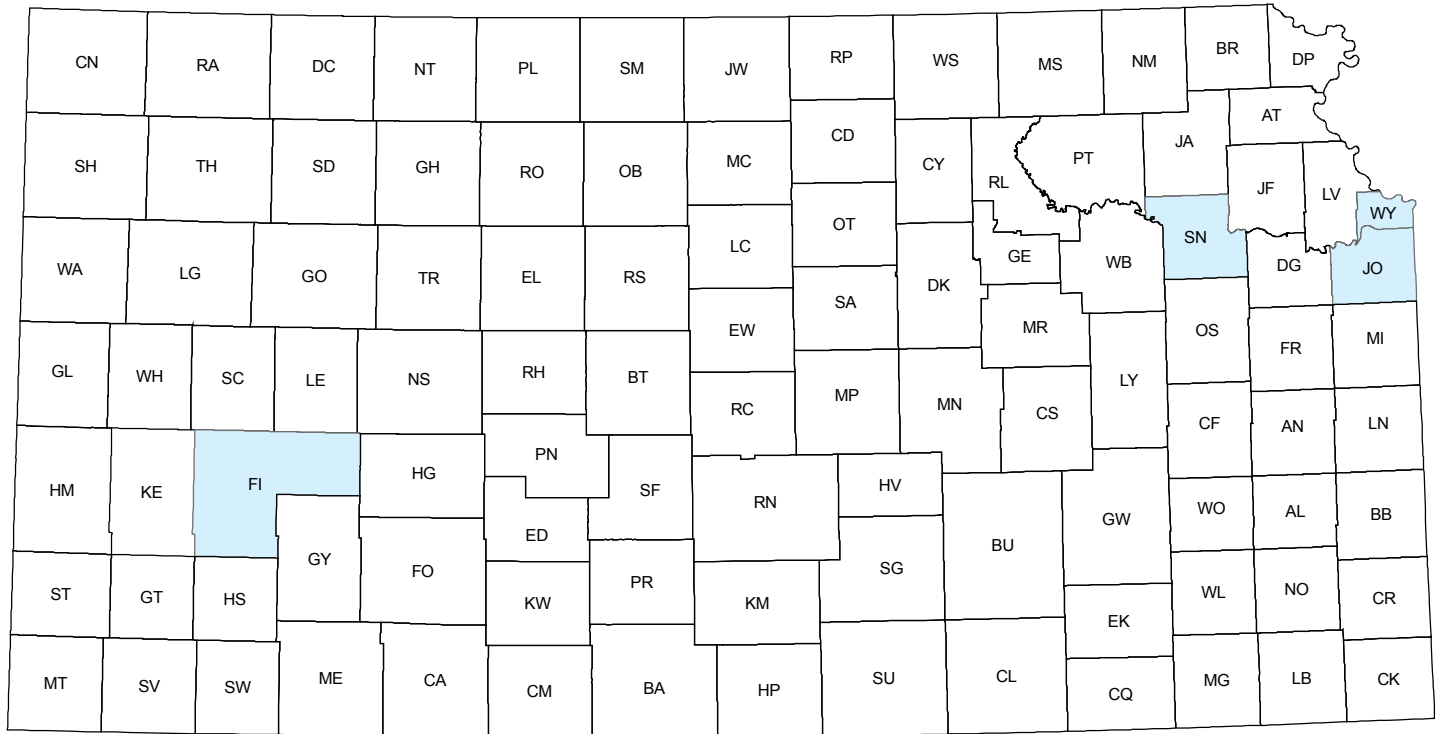 CN RA DC NT PL SM JW RP WS MS NM BR DP
SH TH SD GH RO OB MC CD CY RL PT JA AT
JF LV WY
WA LG GO TR EL RS LC OT DK GE WB SN DG JO
GL WH SC LE NS RH BT EW SA MR LY OS FR MI
RC MP MN CS CF AN LN
HM KE FI HG PN SF RN HV BU GW WO AL BB
ST GT HS GY FO ED PR KM SG EK WL NO CR
KW
MT SV SW ME CA CM BA HP SU CL CQ MG LB CK